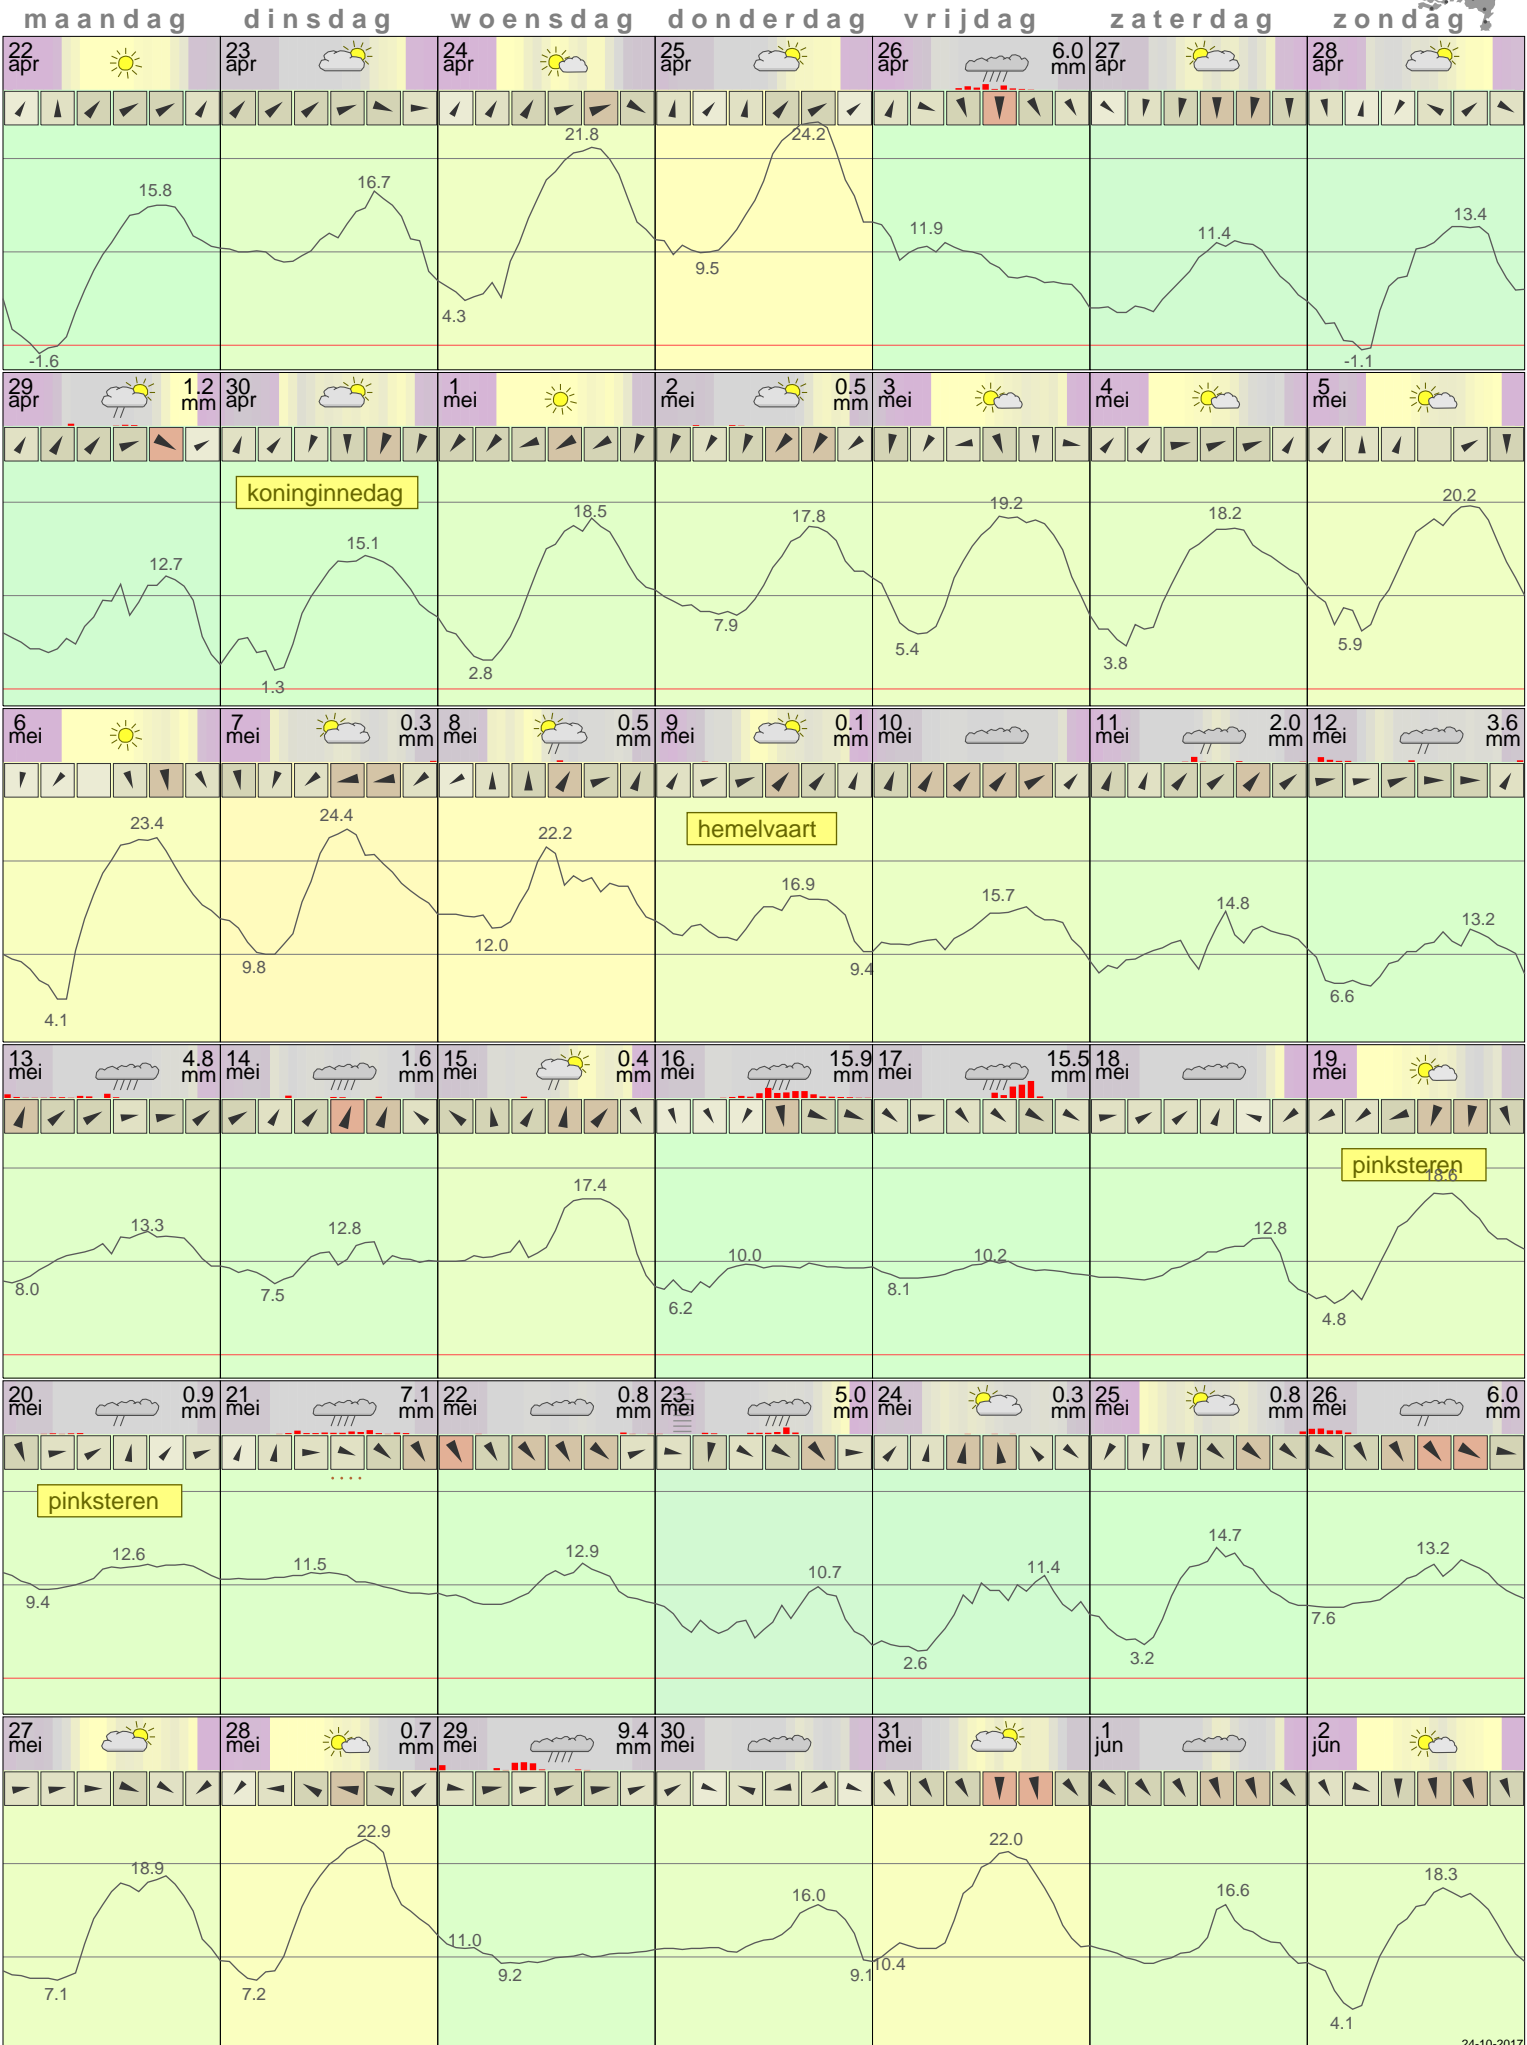 maandag dinsdag woensdag donderdag vrijdag zaterdag zondag
22 apr 23 apr 24 apr 25 apr 26 apr 6.0 mm 27 apr 28 apr
15.8 -1.6 16.7 21.8 4.3 24.2 9.5 11.9 11.4 13.4 -1.1
29 apr 1.2 mm 30 apr 1 mei 2 mei 0.5 mm 3 mei 4 mei 5 mei
koninginnedag
12.7 15.1 1.3 18.5 2.8 17.8 7.9 19.2 5.4 18.2 3.8 20.2 5.9
6 mei 7 mei 0.3 mm 8 mei 0.5 mm 9 mei 0.1 mm 10 mei 11 mei 2.0 mm 12 mei 3.6 mm
hemelvaart
23.4 4.1 24.4 9.8 22.2 12.0 16.9 9.4 15.7 14.8 13.2 6.6
13 mei 4.8 mm 14 mei 1.6 mm 15 mei 0.4 mm 16 mei 15.9 mm 17 mei 15.5 mm 18 mei 19 mei
pinksteren
13.3 8.0 12.8 7.5 17.4 10.0 6.2 10.2 8.1 12.8 18.6 4.8
20 mei 0.9 mm 21 mei 7.1 mm 22 mei 0.8 mm 23 mei 5.0 mm 24 mei 0.3 mm 25 mei 0.8 mm 26 mei 6.0 mm
pinksteren
12.6 9.4 11.5 12.9 10.7 11.4 2.6 14.7 3.2 13.2 7.6
27 mei 28 mei 0.7 mm 29 mei 9.4 mm 30 mei 31 mei 1 jun 2 jun
18.9 7.1 22.9 7.2 11.0 9.2 16.0 9.1 22.0 10.4 16.6 18.3 4.1
24-10-2017